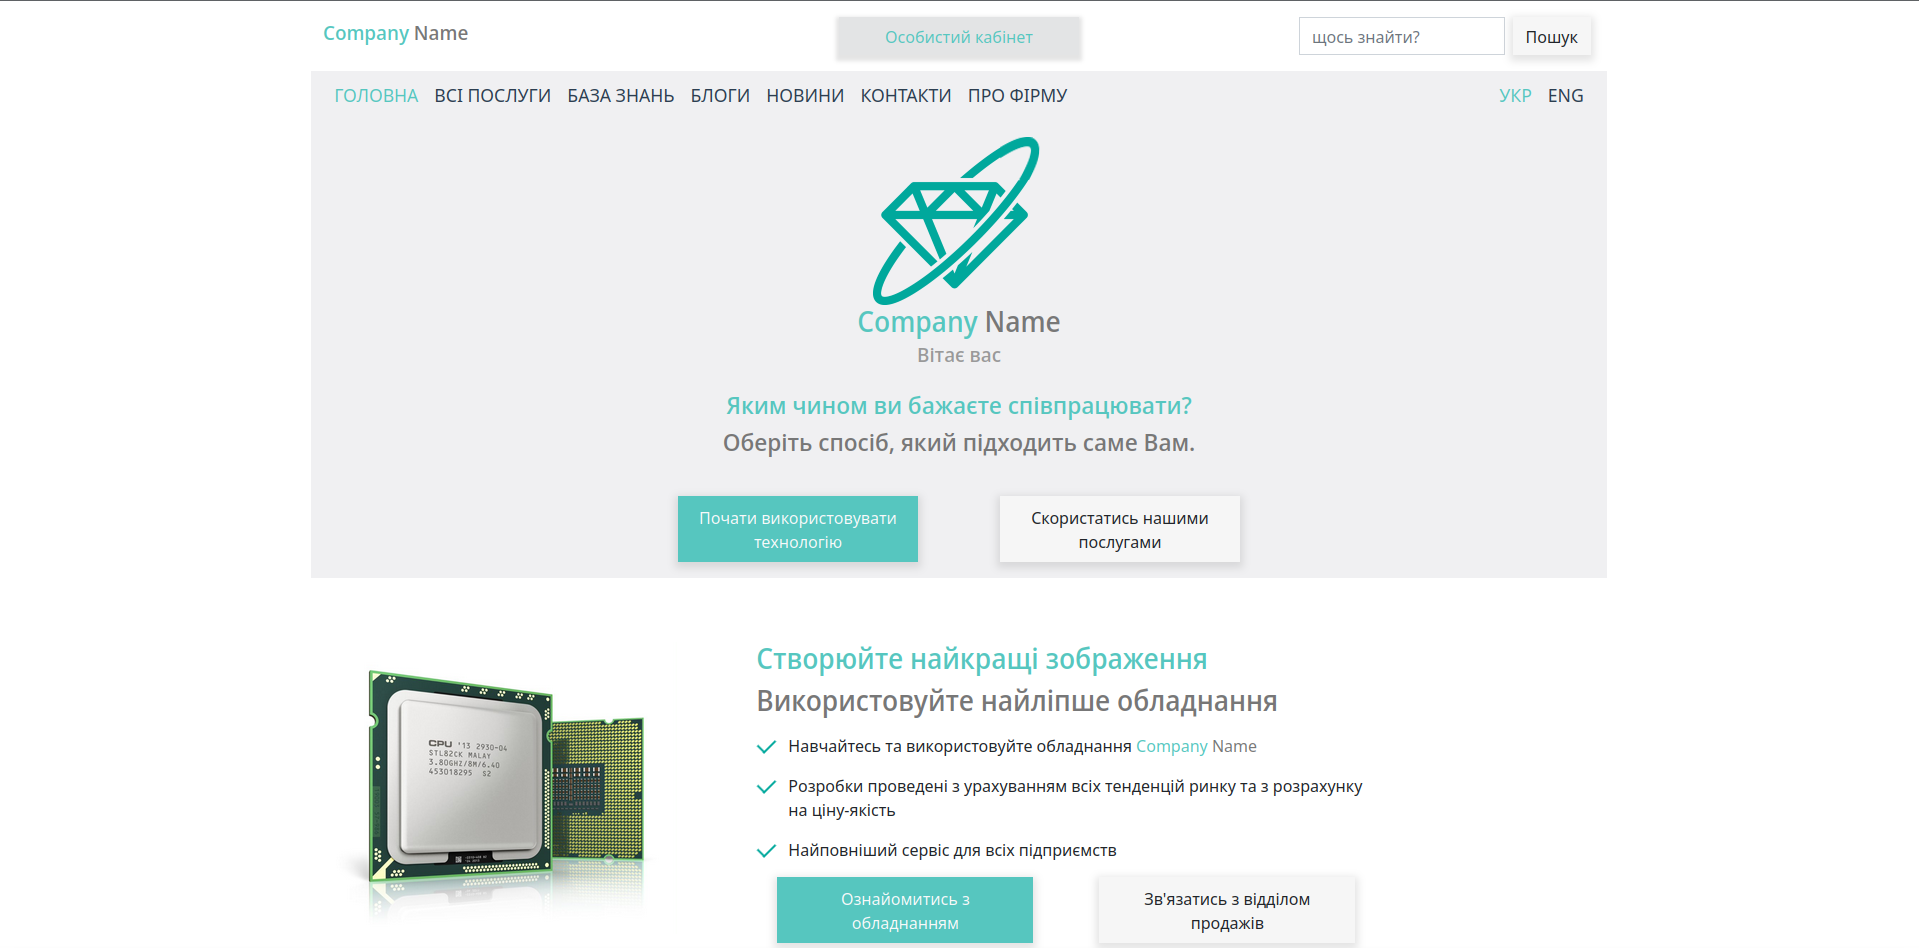 Company Name
Особистий кабінет
щось знайти?
Пошук
ГОЛОВНА ВСІ ПОСЛУГИ БАЗА ЗНАНЬ БЛОГИ НОВИНИ КОНТАКТИ ПРО ФІРМУ
УКР ENG
Company Name
Вітає вас
Яким чином ви бажаєте співпрацювати?
Оберіть спосіб, який підходить саме Вам.
Почати використовувати
технологію
Скористатись нашими
послугами
CPU '13 2930-04
STL82CK MALAY
3.80GHZ/8M/6.40
453018295 S2
Створюйте найкращі зображення
Використовуйте найліпше обладнання
Навчайтесь та використовуйте обладнання Company Name
Розробки проведені з урахуванням всіх тенденцій ринку та з розрахунку
на ціну-якість
Найповніший сервіс для всіх підприємств
Ознайомитись з
обладнанням
Зв'язатись з відділом
продажів